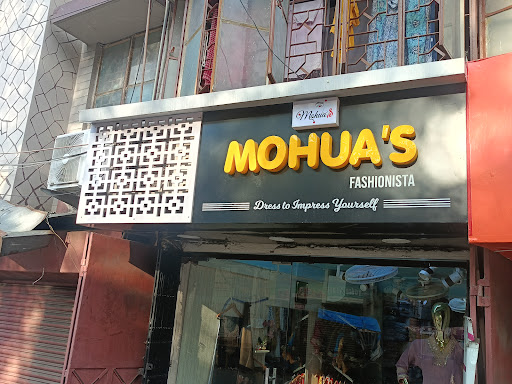 Mohua's
MOHUA'S
FASHIONISTA
Dress to Impress Yourself